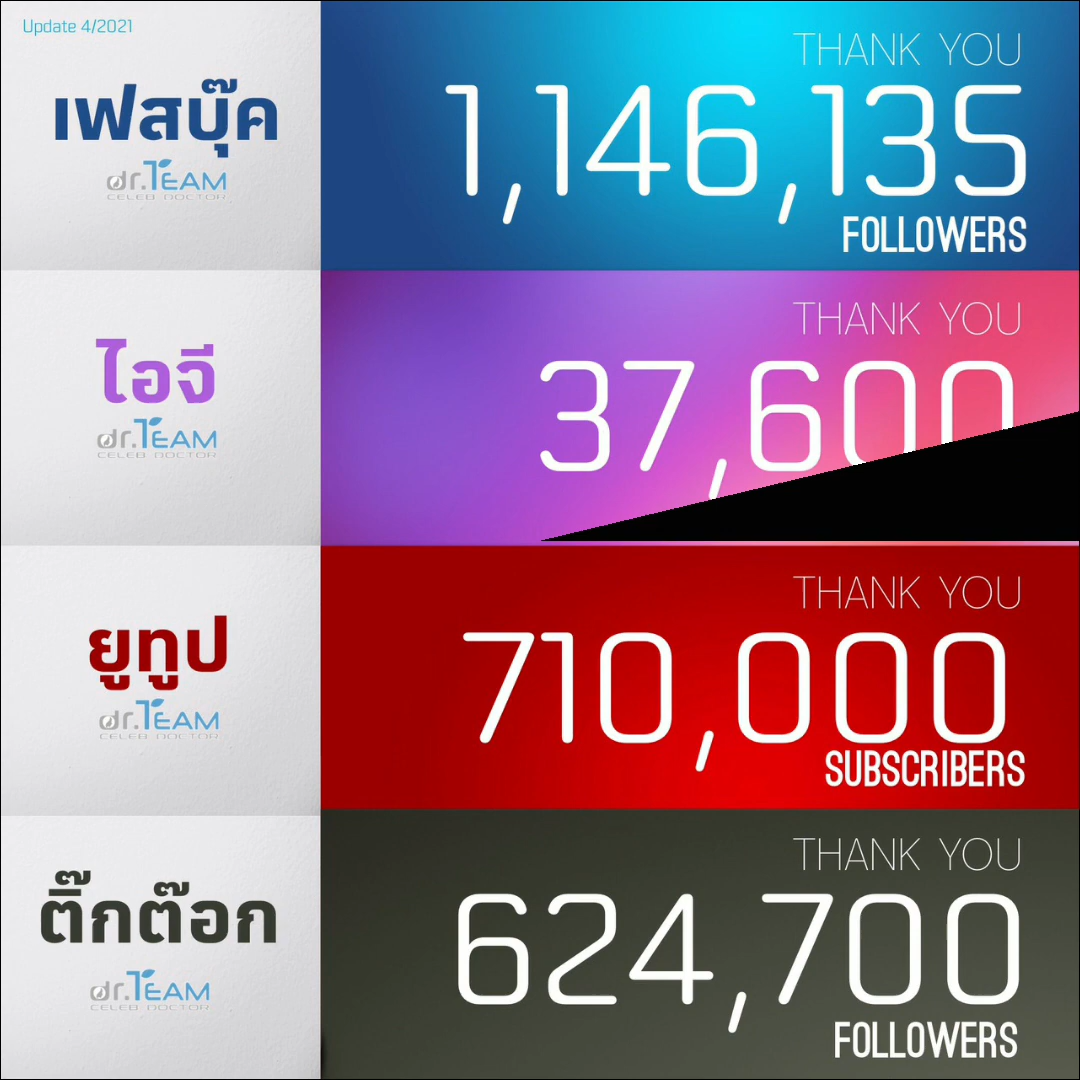 Update 4/2021
เฟสบุ๊ค
dr.TEAM
CELEB DOCTOR
THANK YOU
1,146,135
FOLLOWERS
ไอจี
dr.TEAM
CELEB DOCTOR
THANK YOU
37,600
ยูทูป
dr.TEAM
CELEB DOCTOR
THANK YOU
710,000
SUBSCRIBERS
ติ๊กต๊อก
dr.TEAM
CELEB DOCTOR
THANK YOU
624,700
FOLLOWERS